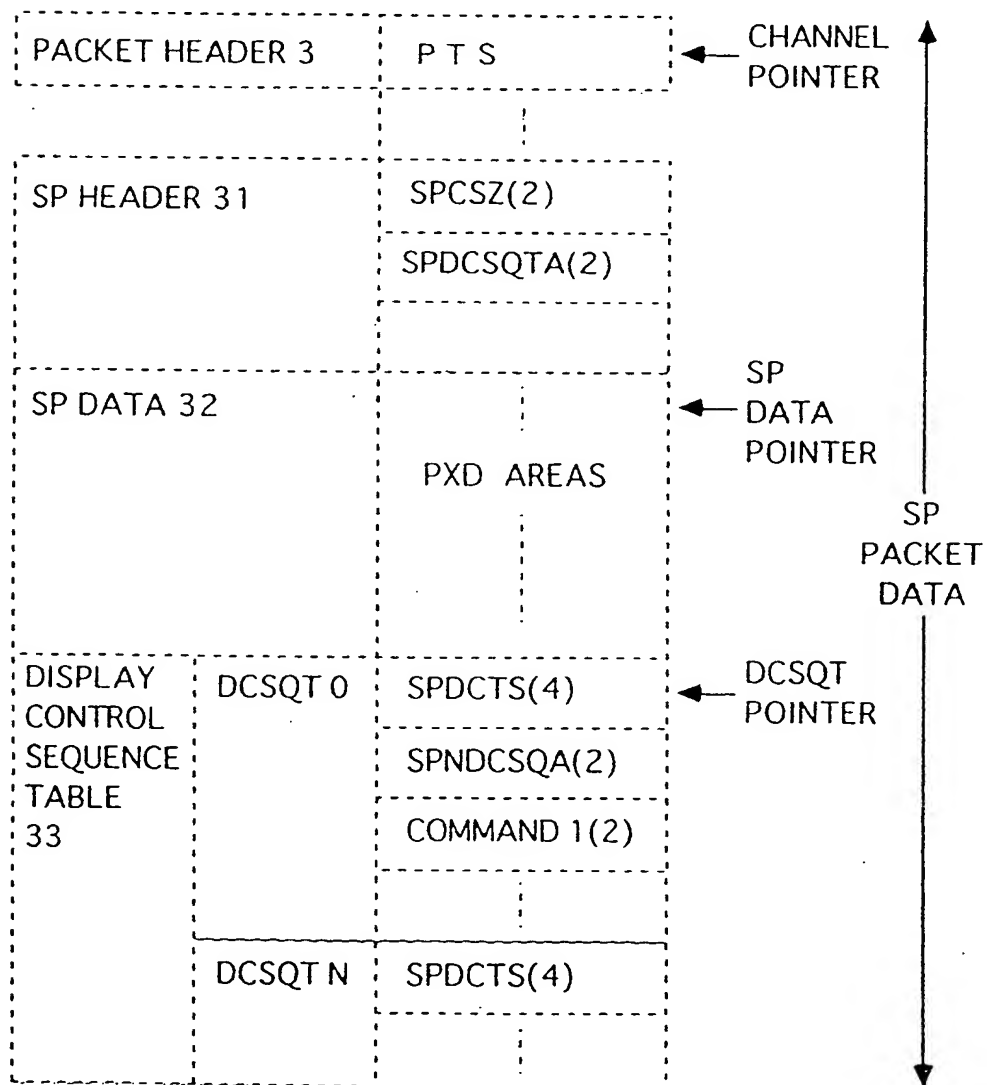 PACKET HEADER 3
P T S
CHANNEL
POINTER
SP HEADER 31
SPCSZ(2)
SPDCSQTA(2)
SP DATA 32
SP
DATA
POINTER
PXD AREAS
SP
PACKET
DATA
DISPLAY
CONTROL
SEQUENCE
TABLE
33
DCSQT 0
SPDCTS(4)
DCSQT
POINTER
SPNDCSQA(2)
COMMAND 1(2)
DCSQT N
SPDCTS(4)